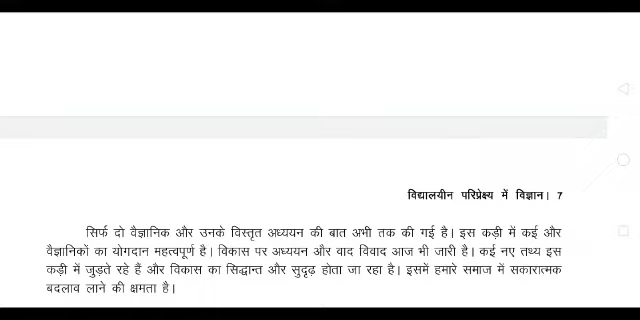 विद्यालयीन परिप्रेक्ष्य में विज्ञान। 7
सिर्फ दो वैज्ञानिक और उनके विस्तृत अध्ययन की बात अभी तक की गई है। इस कड़ी में कई और
वैज्ञानिकों का योगदान महत्वपूर्ण है। विकास पर अध्ययन और वाद विवाद आज भी जारी है। कई नए तथ्य इस
कड़ी में जुड़ते रहे हैं और विकास का सिद्धान्त और सुदृढ़ होता जा रहा है। इसमें हमारे समाज में सकारात्मक
बदलाव लाने की क्षमता है।